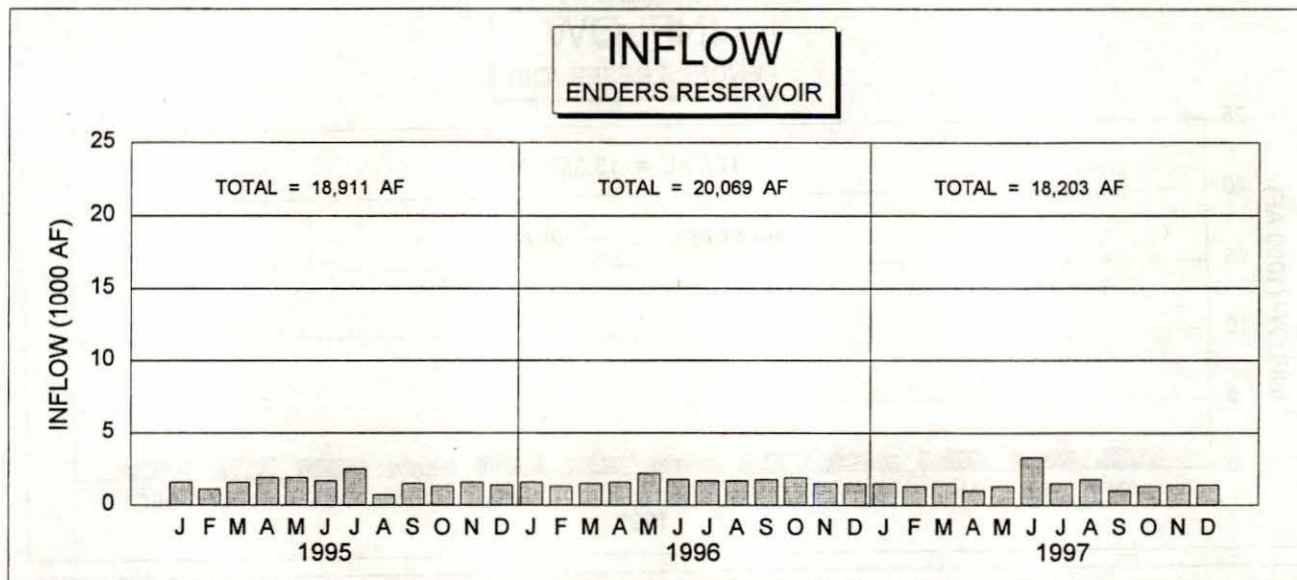 INFLOW
ENDERS RESERVOIR
TOTAL = 18,911 AF
TOTAL = 20,069 AF
TOTAL = 18,203 AF
INFLOW (1000 AF)
25
20
15
10
5
0
J F M A M J J A S O N D J F M A M J J A S O N D J F M A M J J A S O N D
1995 1996 1997